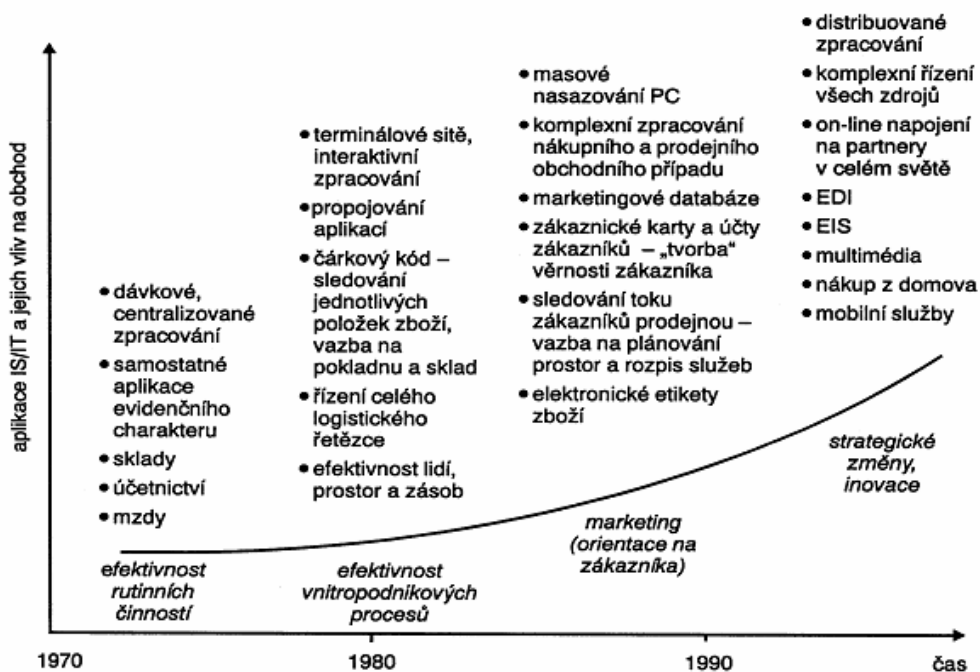 aplikace IS/IT a jejich vliv na obchod
• dávkové,
centralizované
zpracování
• samostatné
aplikace
evidenčního
charakteru
• sklady
• účetnictví
• mzdy
• terminálové sítě,
interaktivní
zpracování
• propojování
aplikací
• čárkový kód –
sledování
jednotlivých
položek zboží,
vazba na
pokladnu a sklad
• řízení celého
logistického
řetězce
• efektivnost lidí,
prostor a zásob
• masové
nasazování PC
• komplexní zpracování
nákupního a prodejního
obchodního případu
• marketingové databáze
• zákaznické karty a účty
zákazníků – „tvorba“
věrnosti zákazníka
• sledování toku
zákazníků prodejnou –
vazba na plánování
prostor a rozpis služeb
• elektronické etikety
zboží
• distribuované
zpracování
• komplexní řízení
všech zdrojů
• on-line napojení
na partnery
v celém světě
• EDI
• EIS
• multimédia
• nákup z domova
• mobilní služby
efektivnost
rutinních
činností
efektivnost
vnitropodnikových
procesů
marketing
(orientace na
zákazníka)
strategické
změny,
inovace
1970
1980
1990
čas